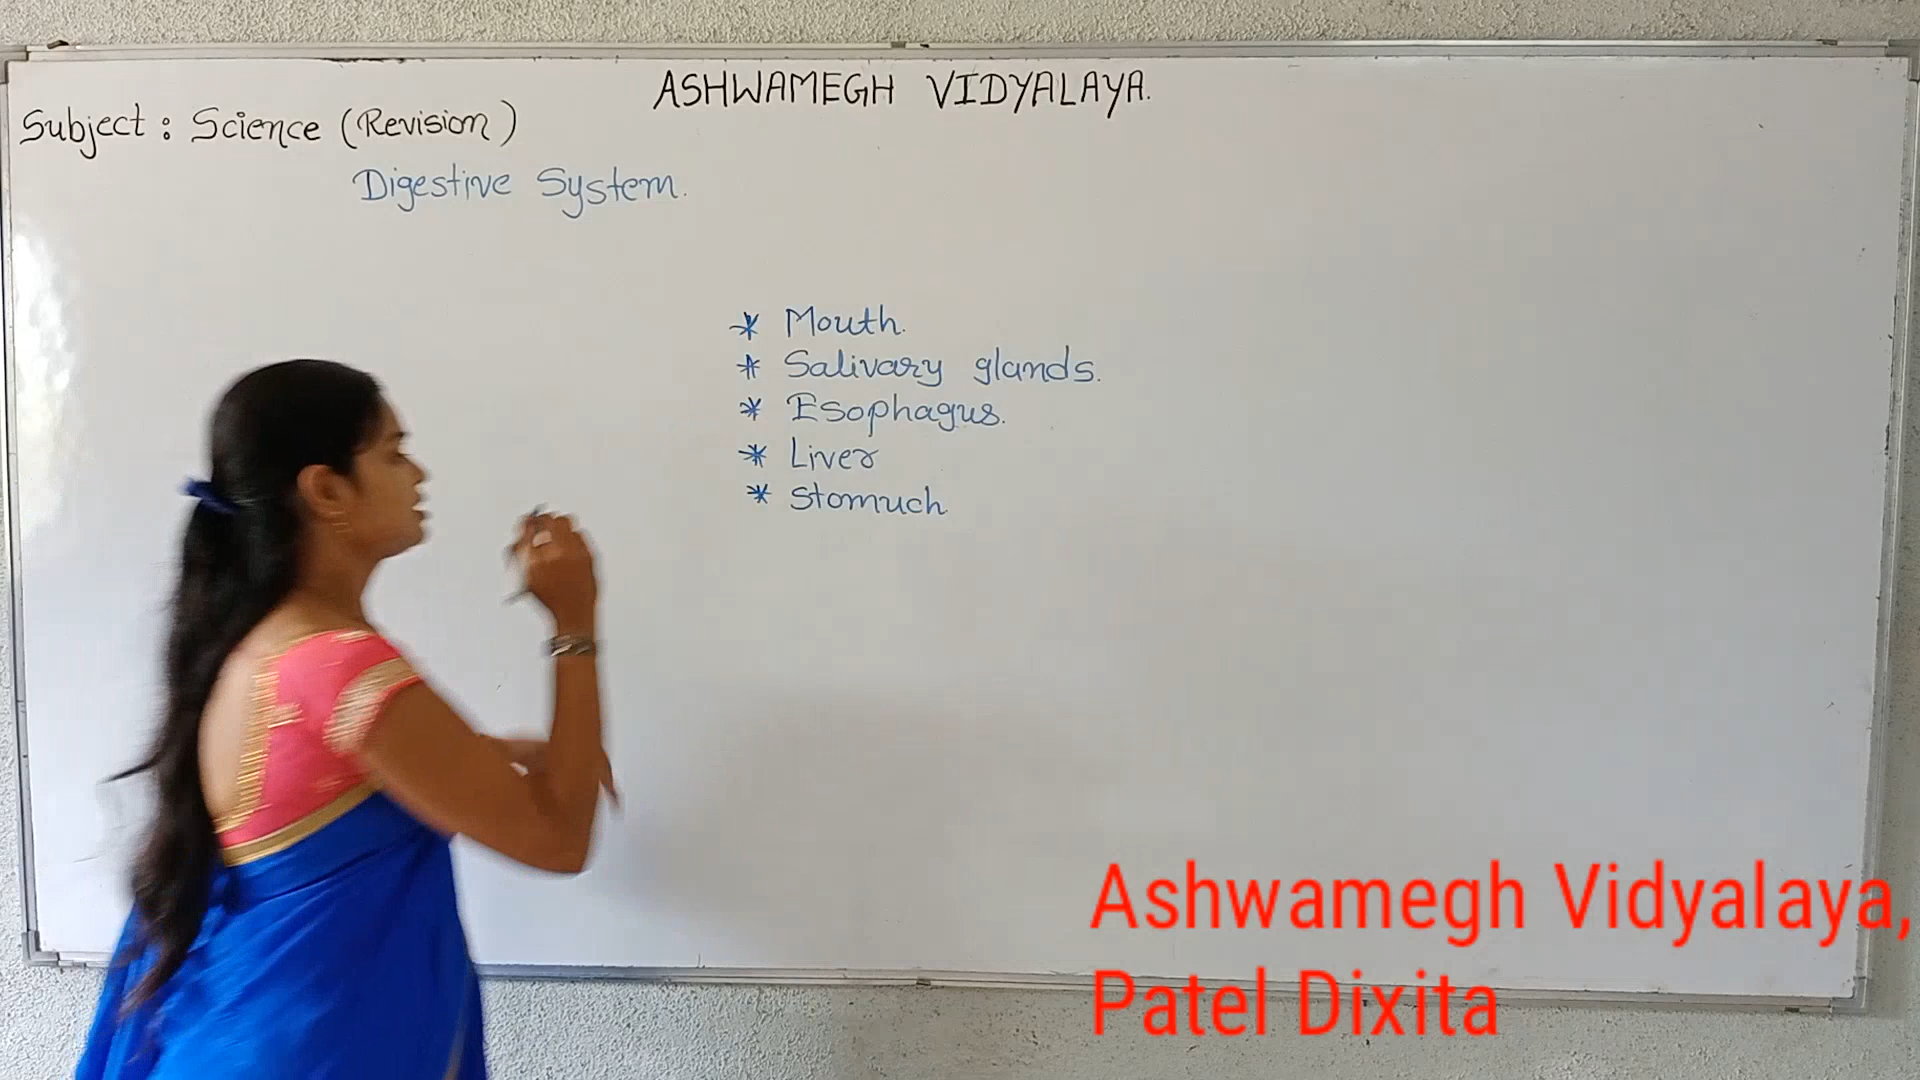 ASHWAMEGH VIDYALAYA.
Subject : Science (Revision)
Digestive System.
* Mouth.
* Salivary glands.
* Esophagus.
* Liver
* Stomuch
Ashwamegh Vidyalaya,
Patel Dixita